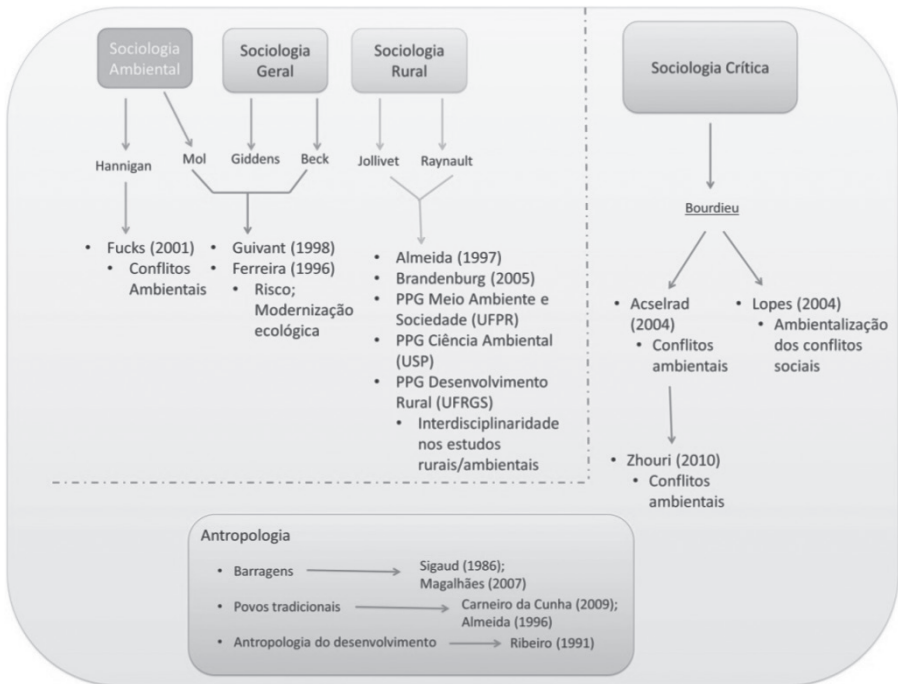 Sociologia
Ambiental
Sociologia
Geral
Sociologia
Rural
Sociologia Crítica
Hannigan
Mol
Giddens
Beck
Jollivet
Raynault
Bourdieu
• Fucks (2001)
• Conflitos
Ambientais
• Guivant (1998)
• Ferreira (1996)
• Risco;
Modernização
ecológica
• Almeida (1997)
• Brandenburg (2005)
• PPG Meio Ambiente e
Sociedade (UFPR)
• PPG Ciência Ambiental
(USP)
• PPG Desenvolvimento
Rural (UFRGS)
• Interdisciplinaridade
nos estudos
rurais/ambientais
• Acselrad
(2004)
• Conflitos
ambientais
• Lopes (2004)
• Ambientalização
dos conflitos
sociais
• Zhouri (2010)
• Conflitos
ambientais
Antropologia
• Barragens
Sigaud (1986);
Magalhães (2007)
• Povos tradicionais
Carneiro da Cunha (2009);
Almeida (1996)
• Antropologia do desenvolvimento
Ribeiro (1991)